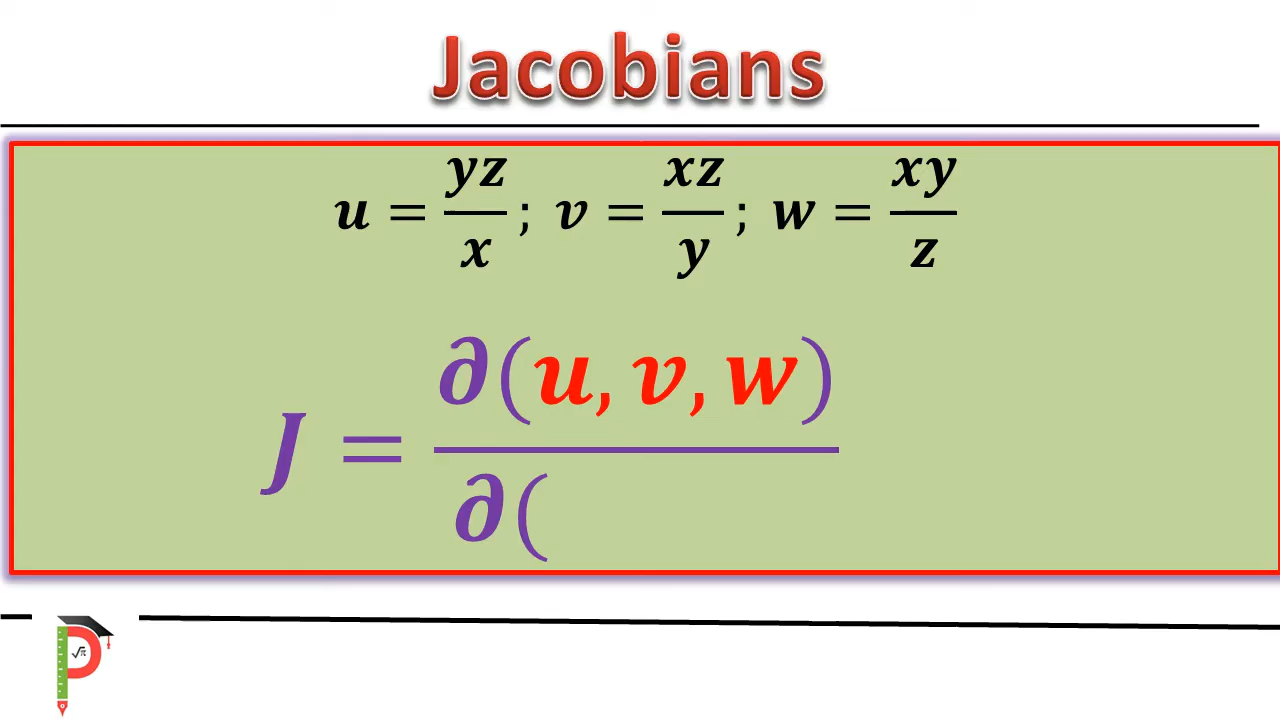 Jacobians
u = yz/x ; v = xz/y ; w = xy/z
J = ∂(u, v, w)/∂(
√π